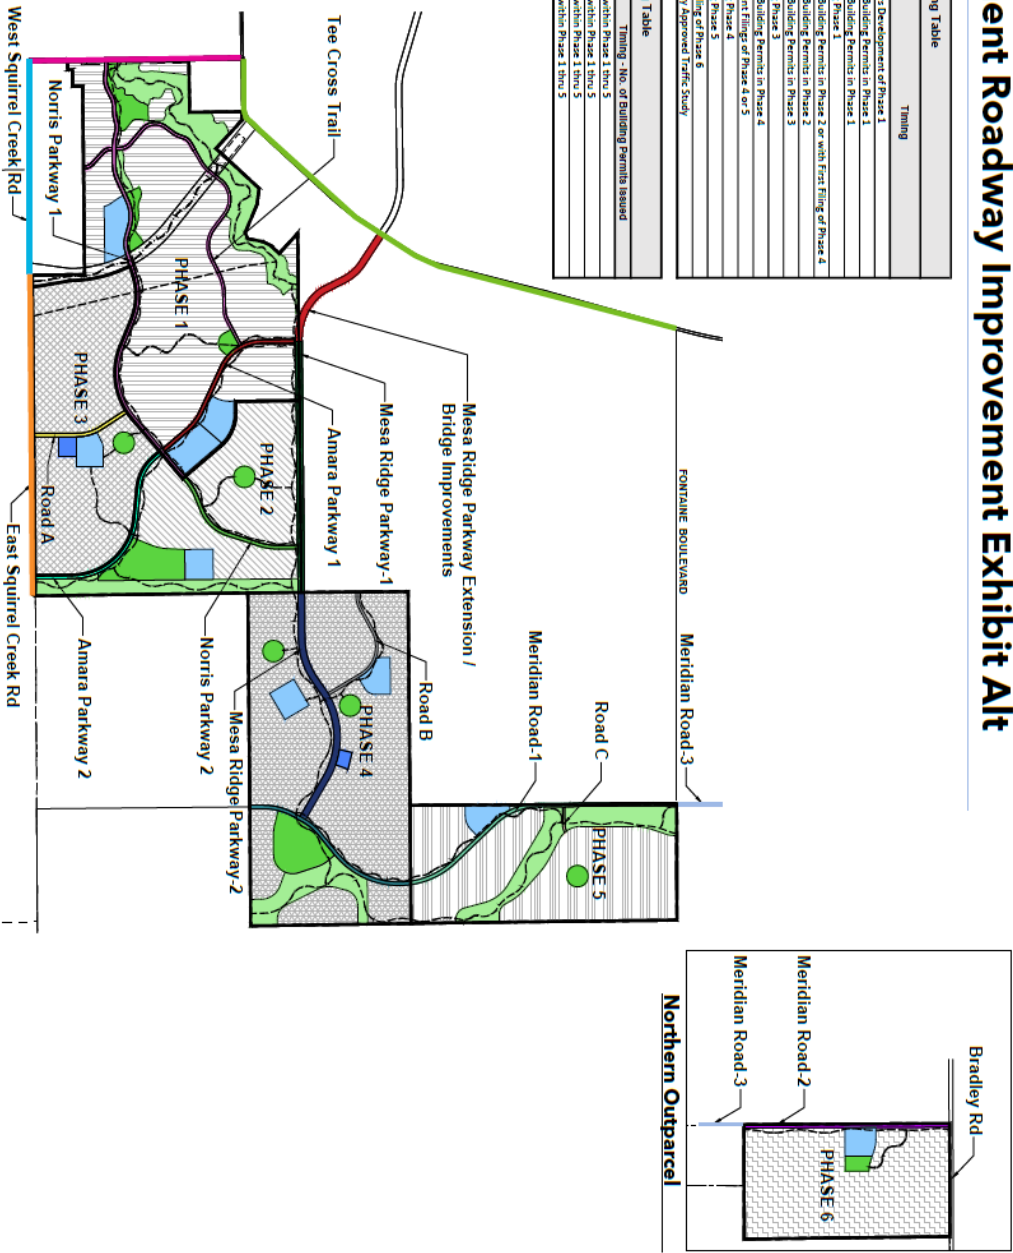 ent Roadway Improvement Exhibit Alt
ng Table
Timing
s Development of Phase 1
Building Permits in Phase 1
Building Permits in Phase 1
Phase 1
Building Permits in Phase 2 or with First Filing of Phase 4
Building Permits in Phase 2
Building Permits in Phase 3
Phase 3
Building Permits in Phase 4
nt Filings of Phase 4 or 5
Phase 4
Phase 5
ling of Phase 6
y Approved Traffic Study
Table
Timing - No. of Building Permits Issued
within Phase 1 thru 5
within Phase 1 thru 5
within Phase 1 thru 5
within Phase 1 thru 5
Tee Cross Trail
Norris Parkway 1
West Squirrel Creek Rd
PHASE 1
PHASE 3
PHASE 2
Road A
East Squirrel Creek Rd
Mesa Ridge Parkway Extension /
Bridge Improvements
Mesa Ridge Parkway-1
Amara Parkway 1
FONTAINE BOULEVARD
Meridian Road-3
Road C
Meridian Road-1
Road B
PHASE 4
Mesa Ridge Parkway-2
Norris Parkway 2
Amara Parkway 2
PHASE 5
Bradley Rd
Meridian Road-2
Meridian Road-3
PHASE 6
Northern Outparcel